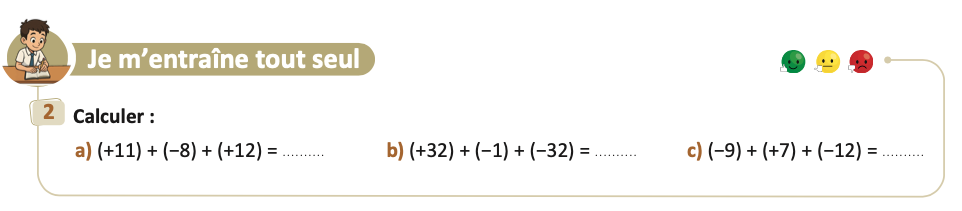 Je m’entraîne tout seul
2 Calculer :
a) (+11) + (−8) + (+12) = .......... b) (+32) + (−1) + (−32) = .......... c) (−9) + (+7) + (−12) = ..........